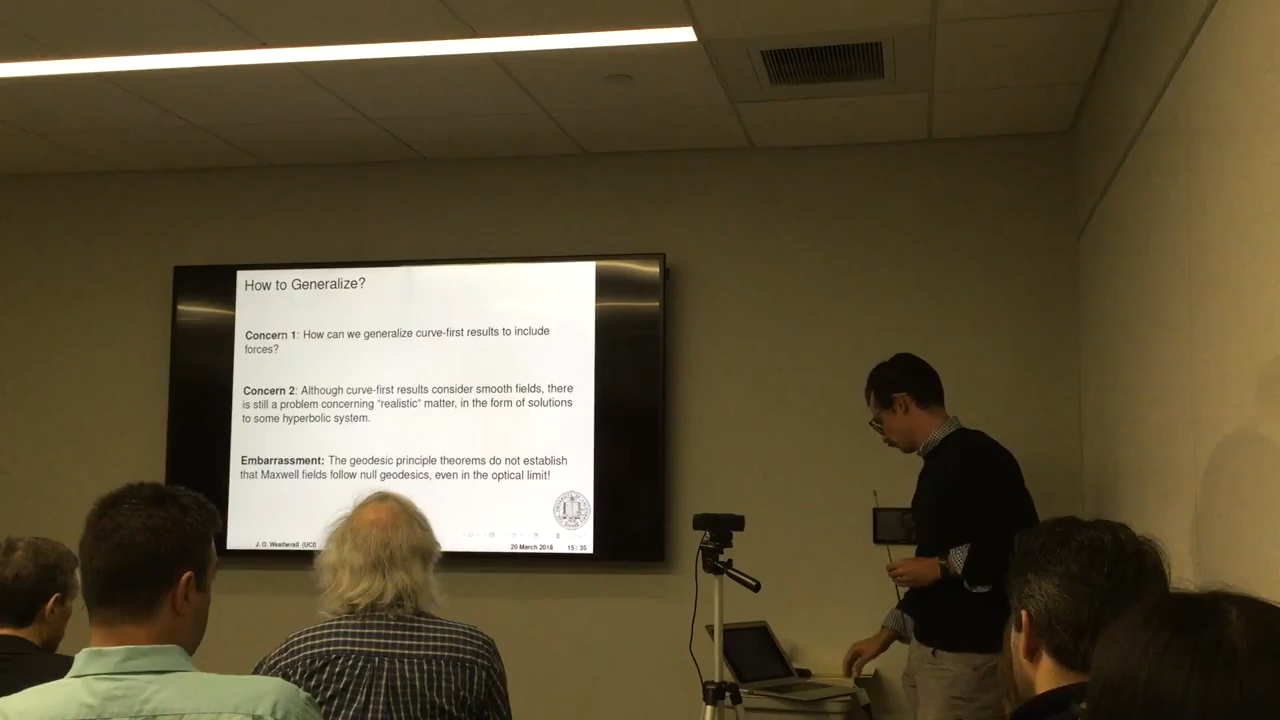 How to Generalize?
Concern 1: How can we generalize curve-first results to include
forces?
Concern 2: Although curve-first results consider smooth fields, there
is still a problem concerning "realistic" matter, in the form of solutions
to some hyperbolic system.
Embarrassment: The geodesic principle theorems do not establish
that Maxwell fields follow null geodesics, even in the optical limit!
J. O. Weatherall (UCI)
20 March 2018 15 / 35